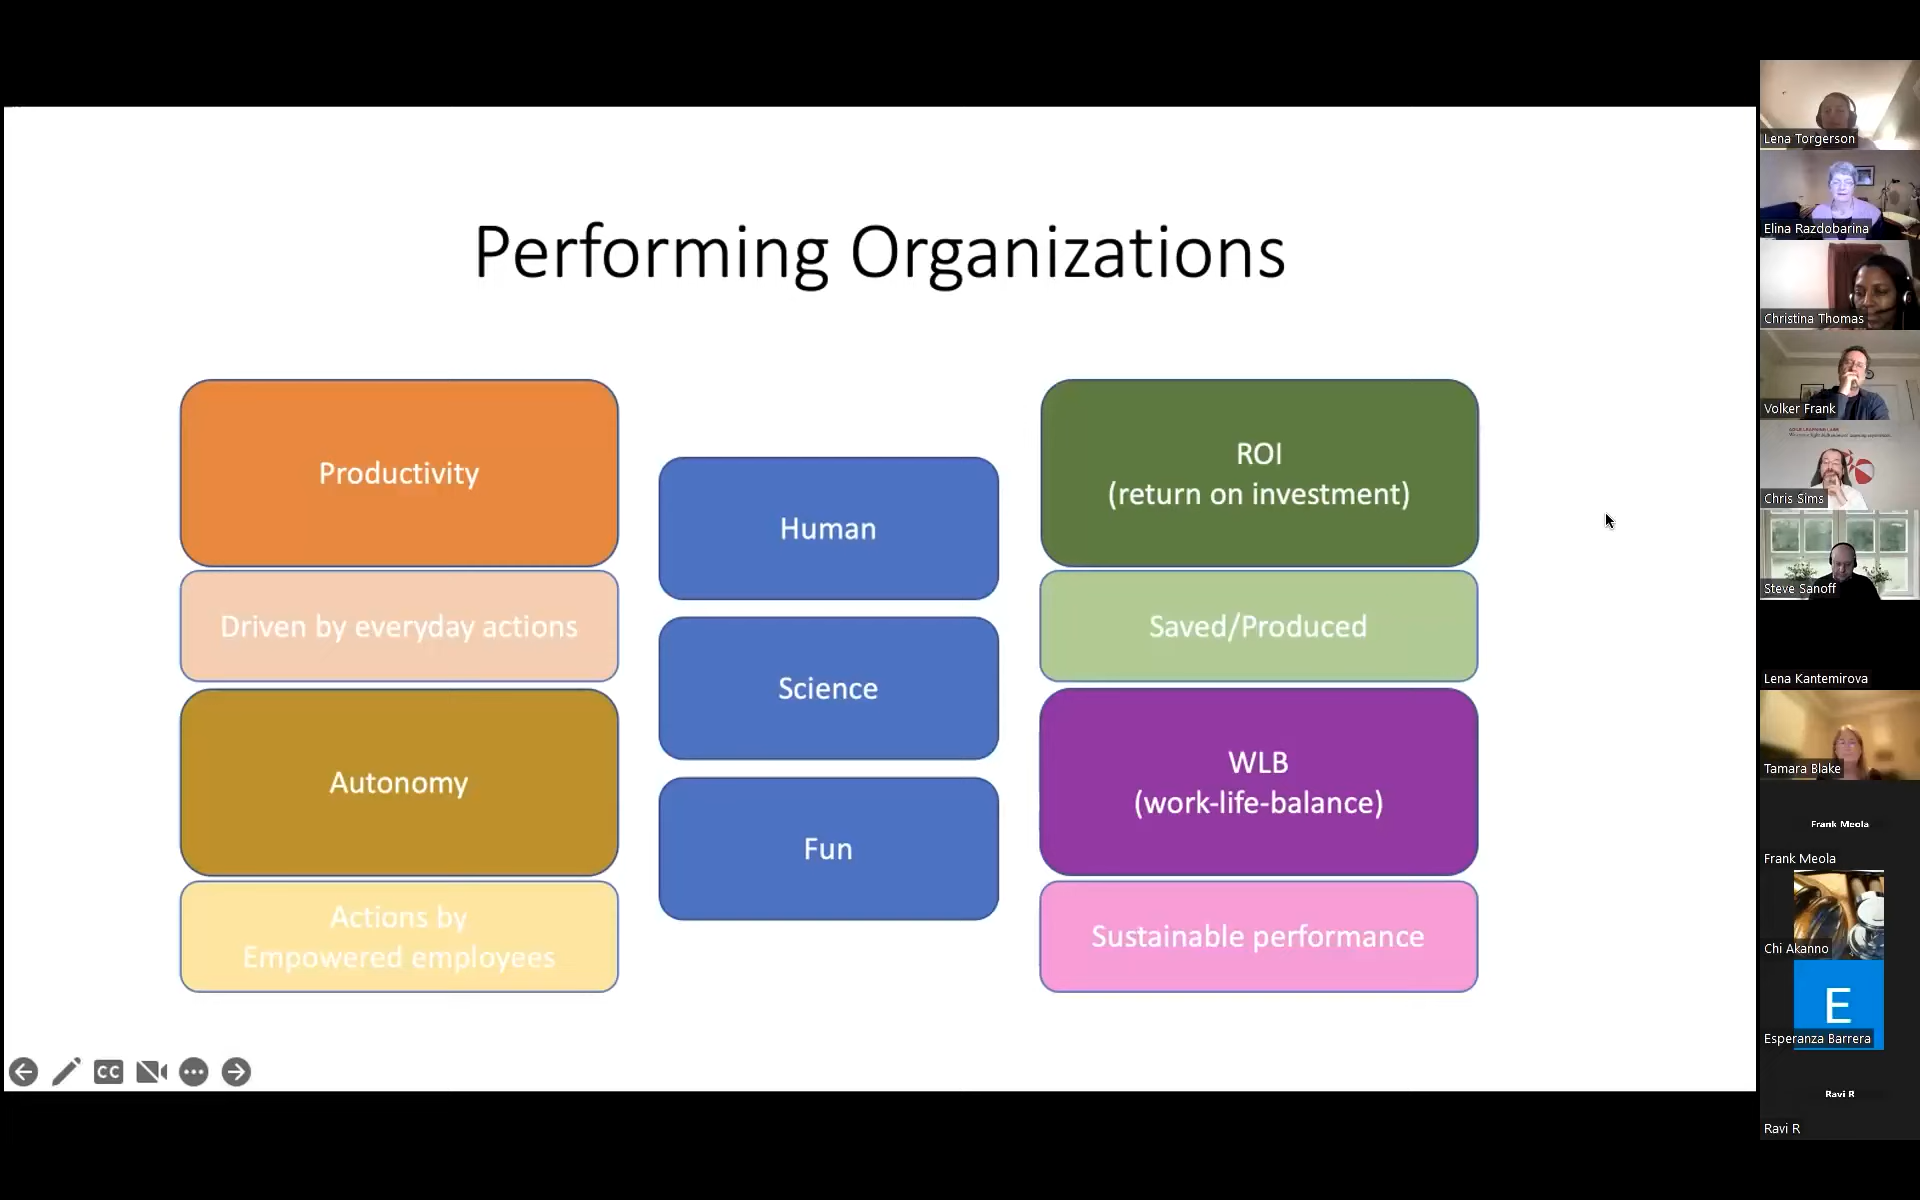 Performing Organizations
Productivity
Driven by everyday actions
Autonomy
Actions by
Empowered employees
Human
Science
Fun
ROI
(return on investment)
Saved/Produced
WLB
(work-life-balance)
Sustainable performance
CC
Lena Torgerson
Elina Razdobarina
Christina Thomas
Volker Frank
Chris Sims
Steve Sanoff
Lena Kantemirova
Tamara Blake
Frank Meola
Frank Meola
Chi Akanno
E
Esperanza Barrera
Ravi R
Ravi R